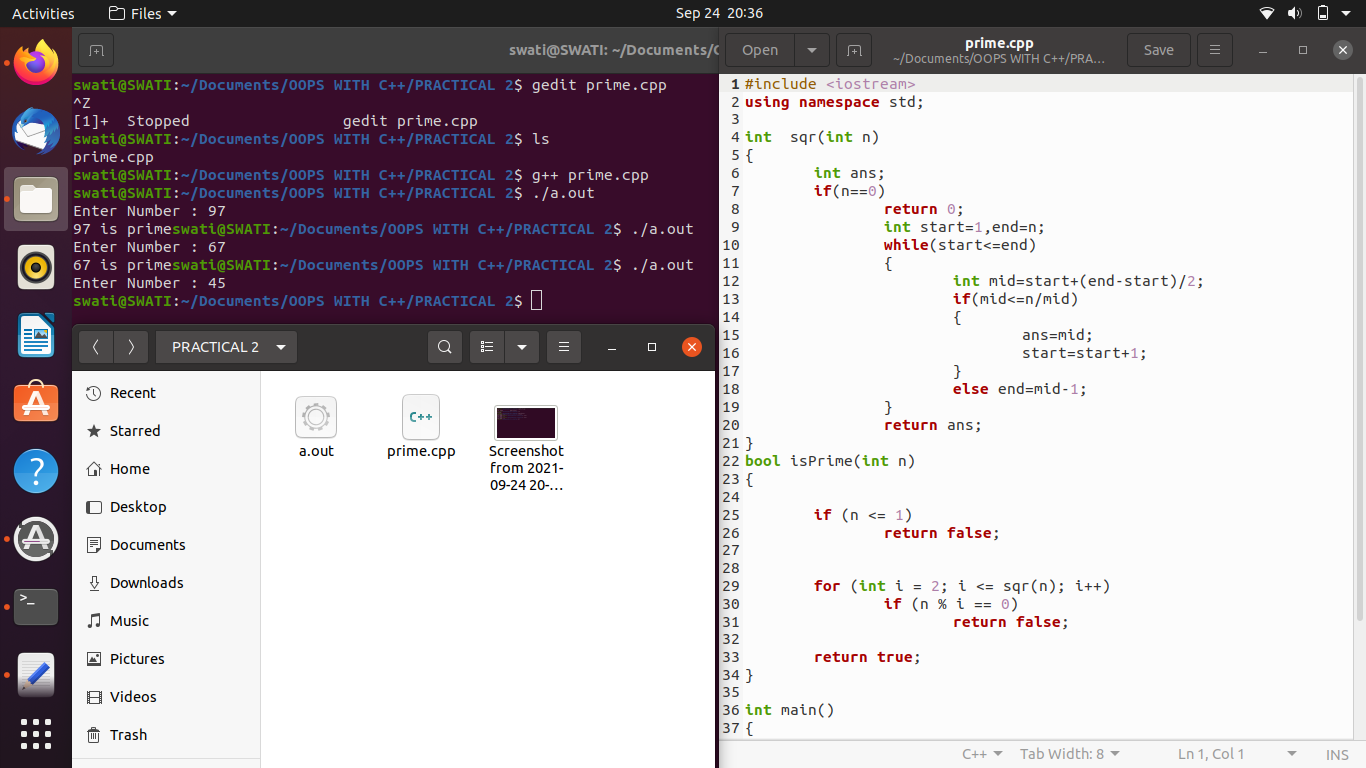 Activities Files Sep 24 20:36
swati@SWATI: ~/Documents/C
swati@SWATI:~/Documents/OOPS WITH C++/PRACTICAL 2$ gedit prime.cpp
^Z
[1]+  Stopped                 gedit prime.cpp
swati@SWATI:~/Documents/OOPS WITH C++/PRACTICAL 2$ ls
prime.cpp
swati@SWATI:~/Documents/OOPS WITH C++/PRACTICAL 2$ g++ prime.cpp
swati@SWATI:~/Documents/OOPS WITH C++/PRACTICAL 2$ ./a.out
Enter Number : 97
97 is primeswati@SWATI:~/Documents/OOPS WITH C++/PRACTICAL 2$ ./a.out
Enter Number : 67
67 is primeswati@SWATI:~/Documents/OOPS WITH C++/PRACTICAL 2$ ./a.out
Enter Number : 45
swati@SWATI:~/Documents/OOPS WITH C++/PRACTICAL 2$
PRACTICAL 2
Recent
Starred
Home
Desktop
Documents
Downloads
Music
Pictures
Videos
Trash
a.out
C++
prime.cpp
Screenshot
from 2021-
09-24 20-...
Open prime.cpp Save
~/Documents/OOPS WITH C++/PRA...
1 #include <iostream>
2 using namespace std;
3
4 int  sqr(int n)
5 {
6         int ans;
7         if(n==0)
8                 return 0;
9                 int start=1,end=n;
10                 while(start<=end)
11                 {
12                         int mid=start+(end-start)/2;
13                         if(mid<=n/mid)
14                         {
15                                 ans=mid;
16                                 start=start+1;
17                         }
18                         else end=mid-1;
19                 }
20                 return ans;
21 }
22 bool isPrime(int n)
23 {
24
25         if (n <= 1)
26                 return false;
27
28
29         for (int i = 2; i <= sqr(n); i++)
30                 if (n % i == 0)
31                         return false;
32
33         return true;
34 }
35
36 int main()
37 {
C++ Tab Width: 8 Ln 1, Col 1 INS